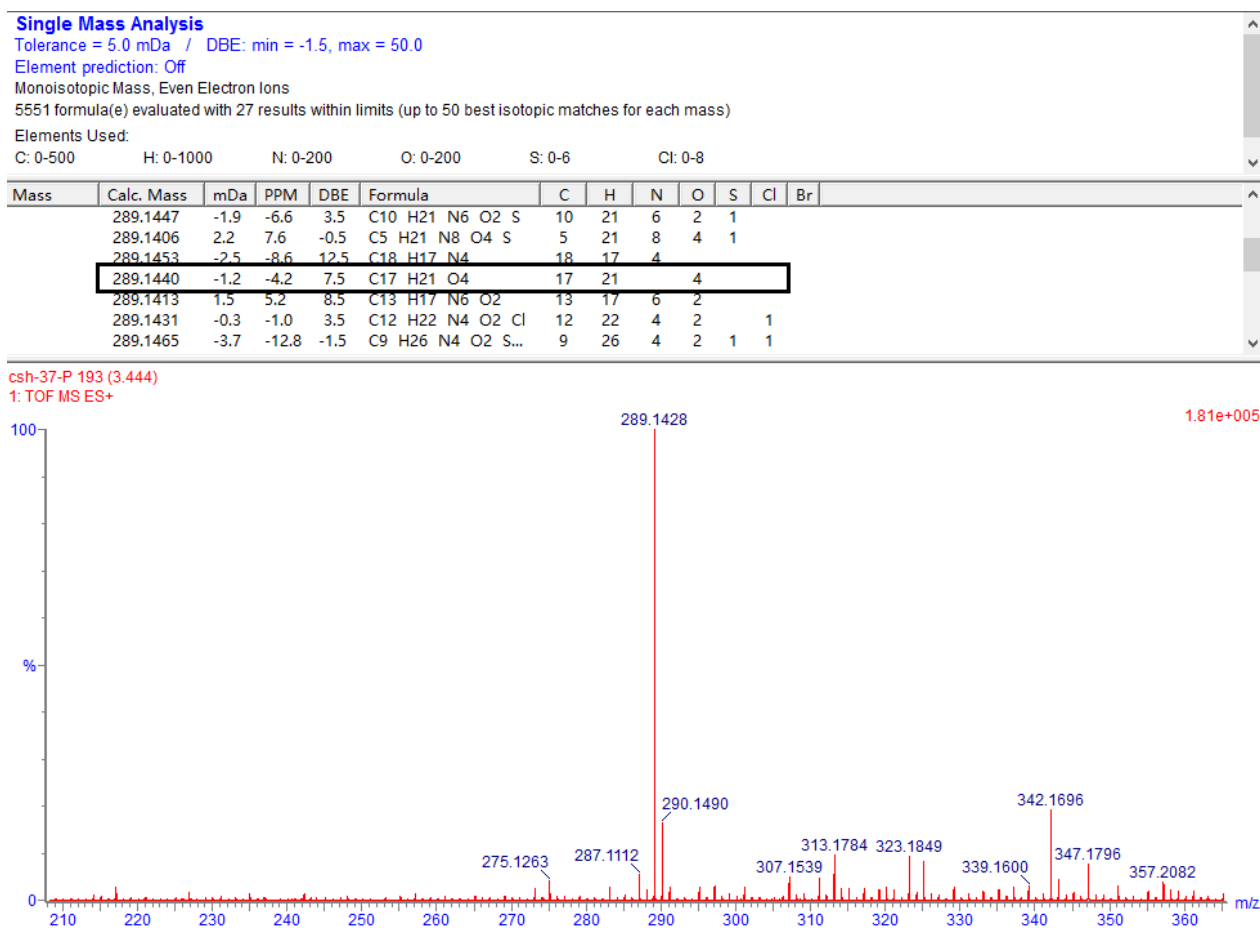 Single Mass Analysis
Tolerance = 5.0 mDa / DBE: min = -1.5, max = 50.0
Element prediction: Off
Monoisotopic Mass, Even Electron Ions
5551 formula(e) evaluated with 27 results within limits (up to 50 best isotopic matches for each mass)
Elements Used:
C: 0-500 H: 0-1000 N: 0-200 O: 0-200 S: 0-6 Cl: 0-8
Mass Calc. Mass mDa PPM DBE Formula C H N O S Cl Br
289.1447 -1.9 -6.6 3.5 C10 H21 N6 O2 S 10 21 6 2 1
289.1406 2.2 7.6 -0.5 C5 H21 N8 O4 S 5 21 8 4 1
289.1453 -2.5 -8.6 12.5 C18 H17 N4 18 17 4
289.1440 -1.2 -4.2 7.5 C17 H21 O4 17 21 4
289.1413 1.5 5.2 8.5 C13 H17 N6 O2 13 17 6 2
289.1431 -0.3 -1.0 3.5 C12 H22 N4 O2 Cl 12 22 4 2 1
289.1465 -3.7 -12.8 -1.5 C9 H26 N4 O2 S... 9 26 4 2 1 1
csh-37-P 193 (3.444)
1: TOF MS ES+
1.81e+005
289.1428
100
%
290.1490
342.1696
275.1263
287.1112
307.1539
313.1784
323.1849
339.1600
347.1796
357.2082
0
m/z
210 220 230 240 250 260 270 280 290 300 310 320 330 340 350 360